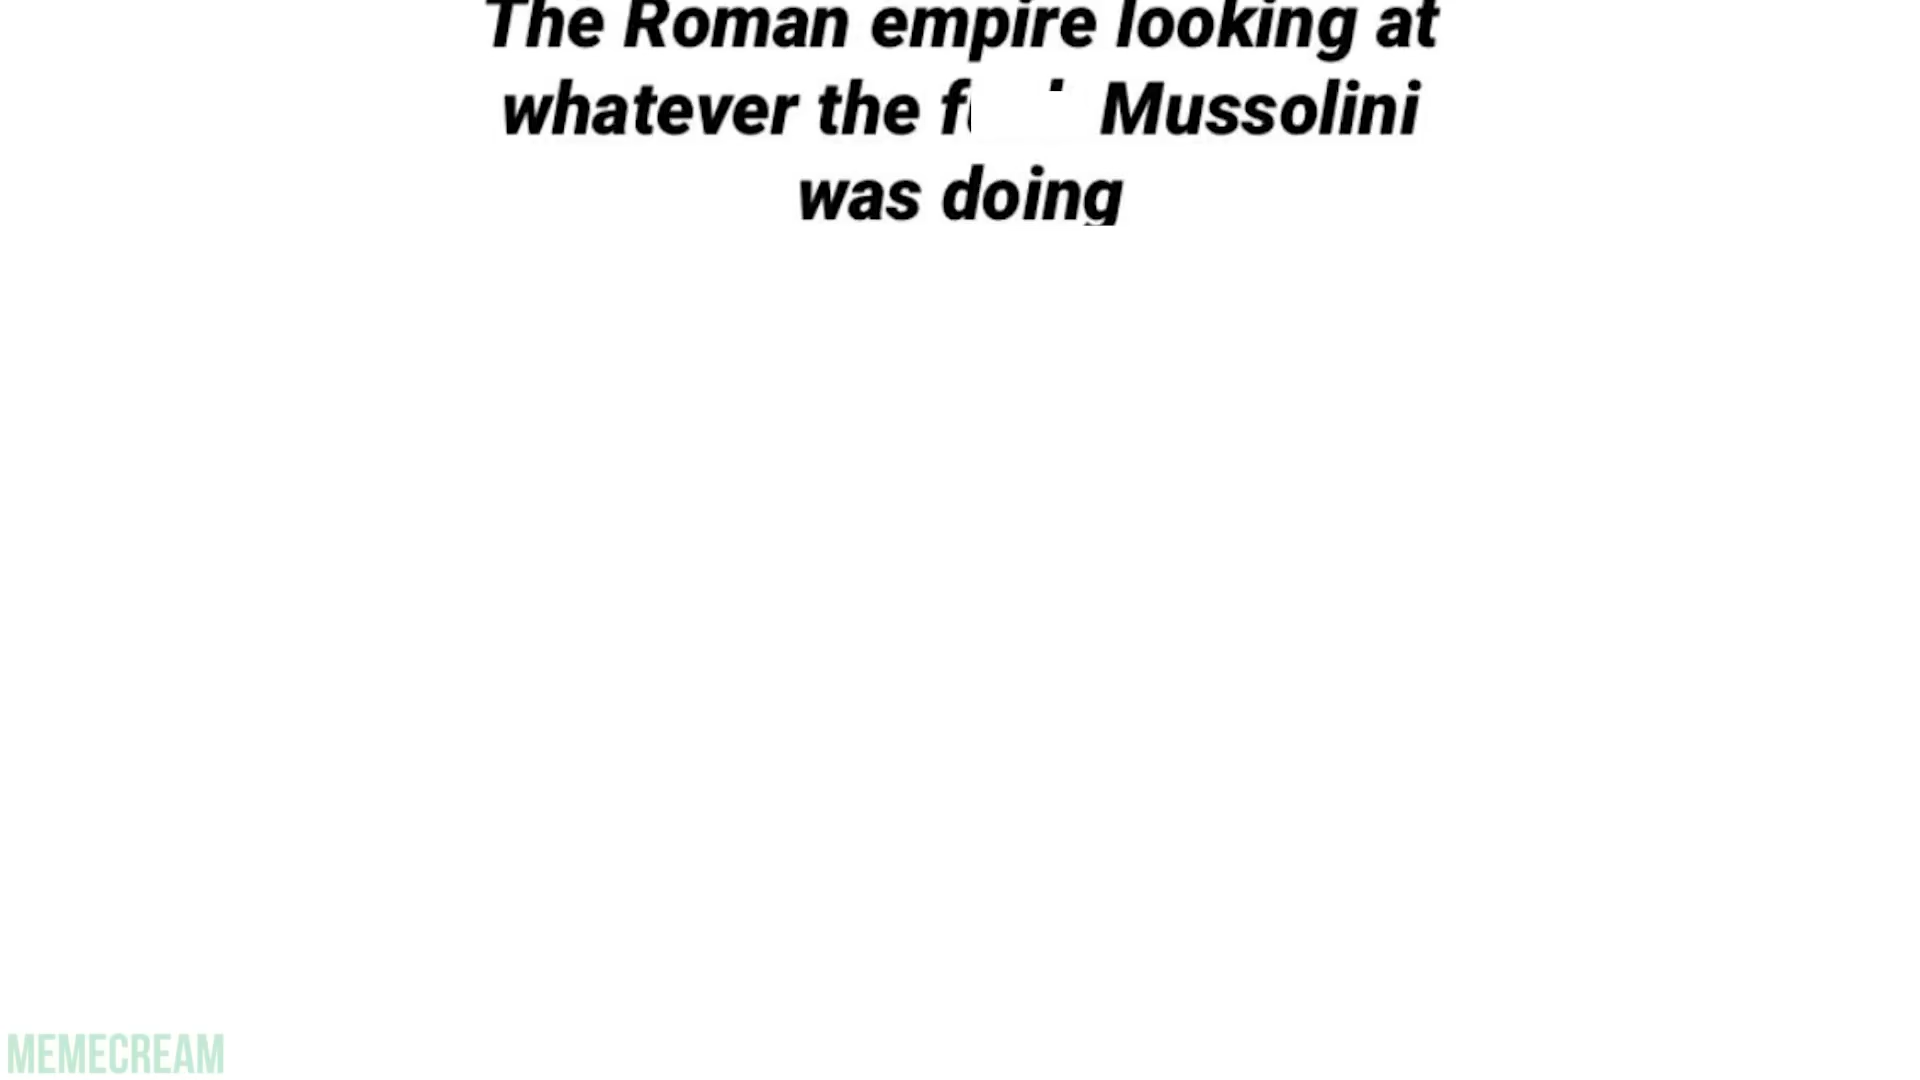 The Roman empire looking at
whatever the Mussolini
was doing
MEMECREAM